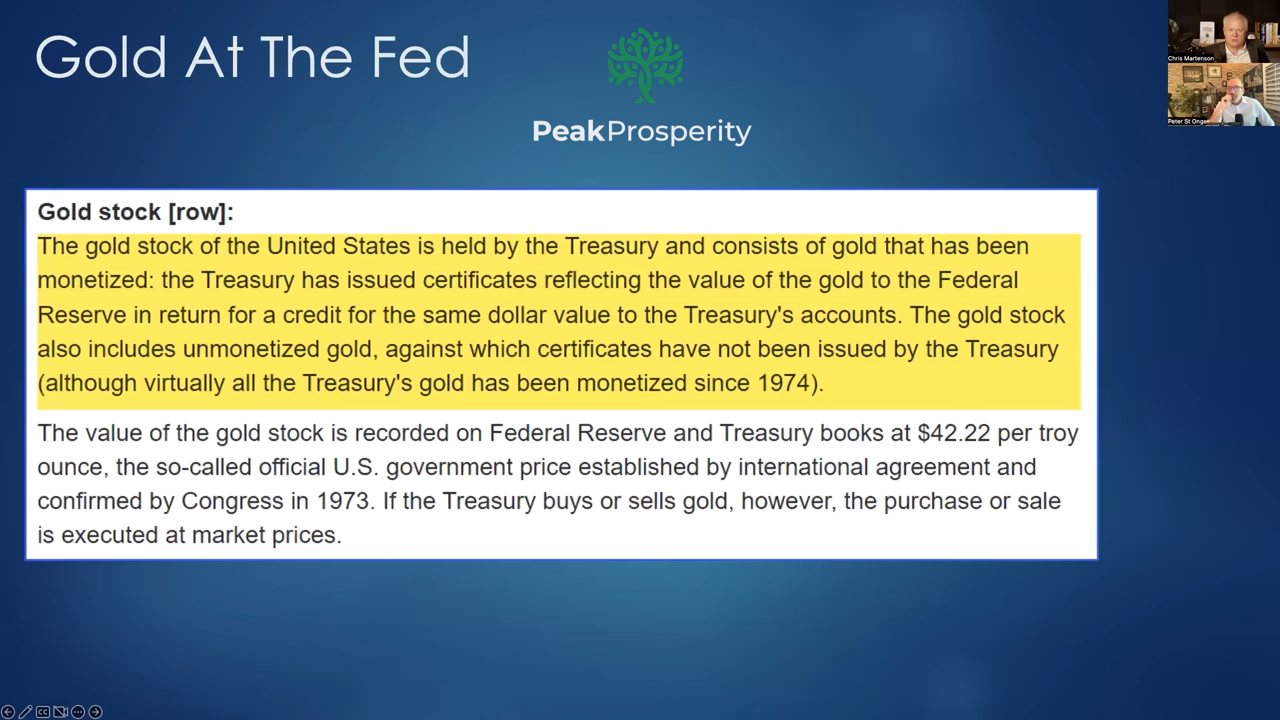 Gold At The Fed
PeakProsperity
Chris Martenson
Peter St Onge
Gold stock [row]:
The gold stock of the United States is held by the Treasury and consists of gold that has been
monetized: the Treasury has issued certificates reflecting the value of the gold to the Federal
Reserve in return for a credit for the same dollar value to the Treasury's accounts. The gold stock
also includes unmonetized gold, against which certificates have not been issued by the Treasury
(although virtually all the Treasury's gold has been monetized since 1974).
The value of the gold stock is recorded on Federal Reserve and Treasury books at $42.22 per troy
ounce, the so-called official U.S. government price established by international agreement and
confirmed by Congress in 1973. If the Treasury buys or sells gold, however, the purchase or sale
is executed at market prices.
CC